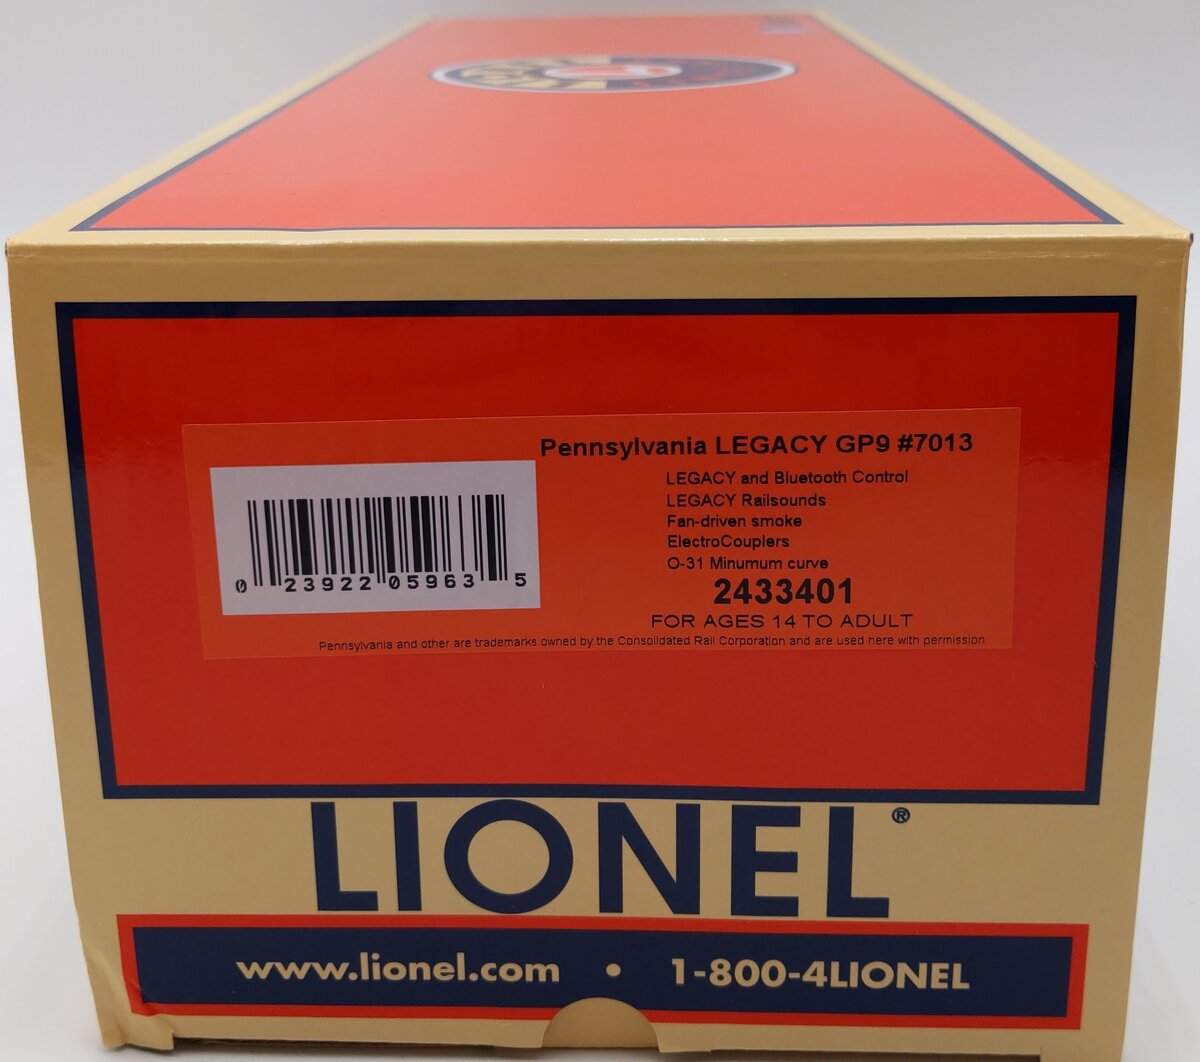 Pennsylvania LEGACY GP9 #7013
LEGACY and Bluetooth Control
LEGACY Railsounds
Fan-driven smoke
ElectroCouplers
O-31 Minumum curve
2433401
FOR AGES 14 TO ADULT
Pennsylvania and other are trademarks owned by the Consolidated Rail Corporation and are used here with permission
0 23922 05963 5
LIONEL®
www.lionel.com • 1-800-4LIONEL